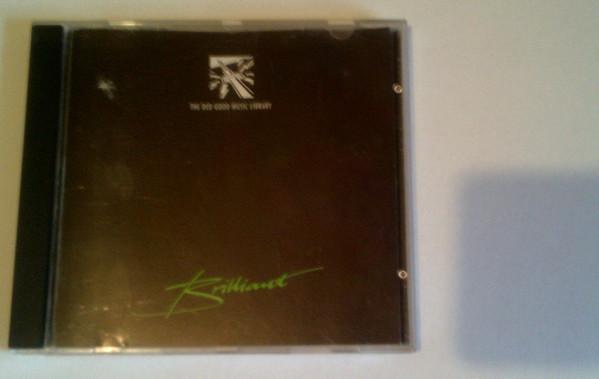 THE DED GOOD MUSIC LIBRARY
Brilliant